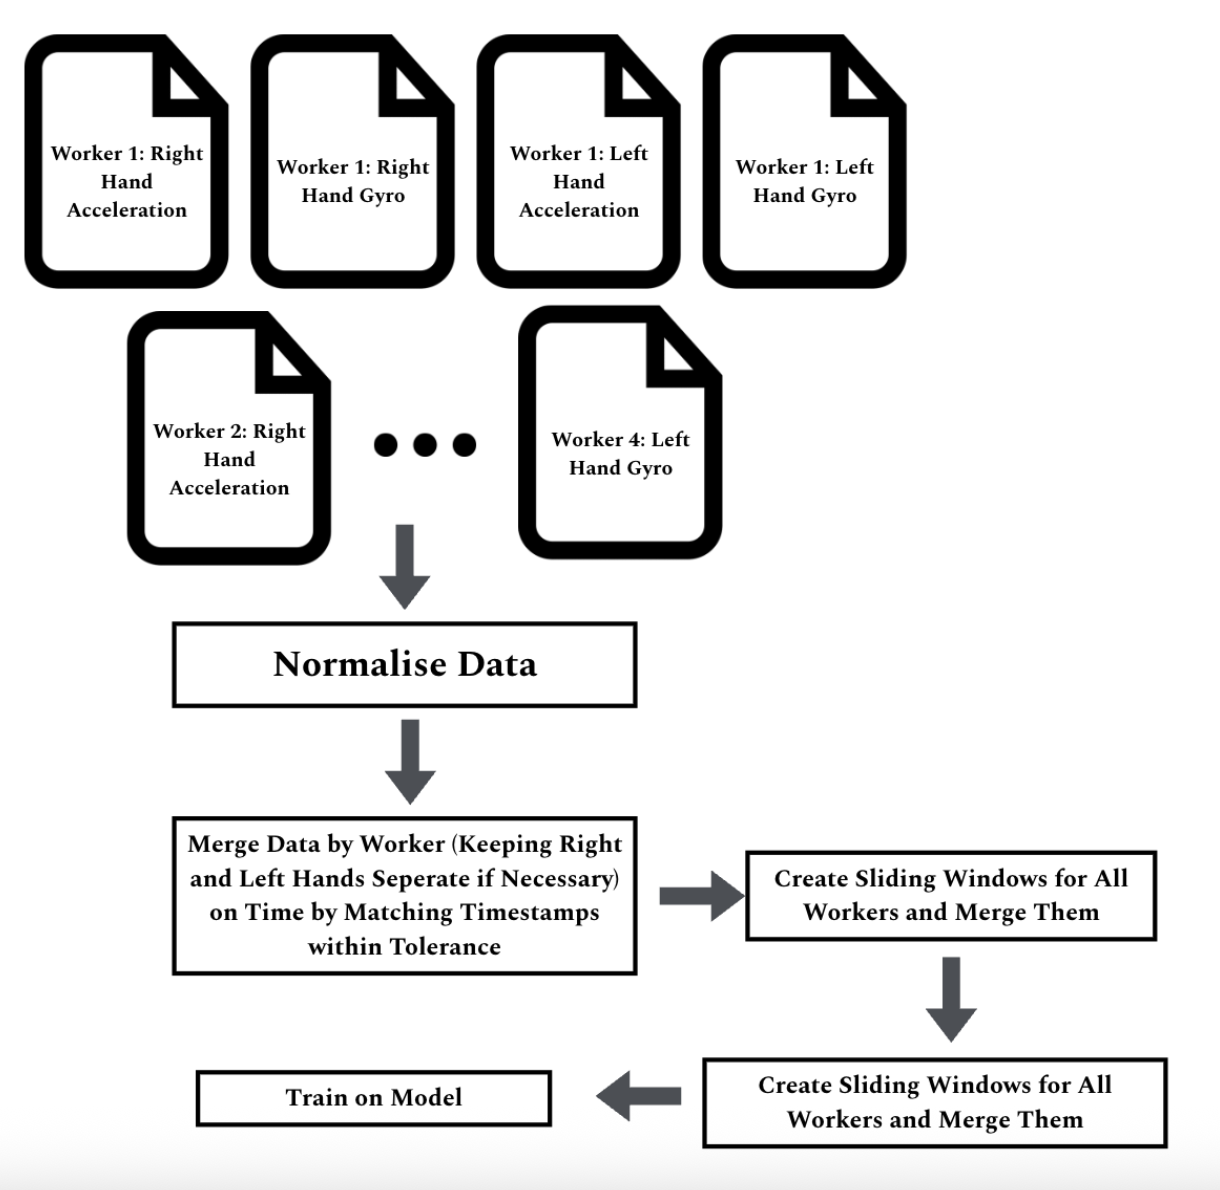 Worker 1: Right
Hand
Acceleration
Worker 1: Right
Hand Gyro
Worker 1: Left
Hand
Acceleration
Worker 1: Left
Hand Gyro
Worker 2: Right
Hand
Acceleration
Worker 4: Left
Hand Gyro
Normalise Data
Merge Data by Worker (Keeping Right
and Left Hands Seperate if Necessary)
on Time by Matching Timestamps
within Tolerance
Create Sliding Windows for All
Workers and Merge Them
Create Sliding Windows for All
Workers and Merge Them
Train on Model